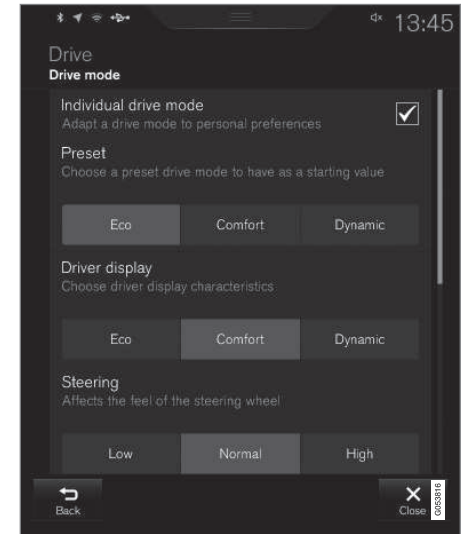 13:45
Drive
Drive mode
Individual drive mode
Adapt a drive mode to personal preferences
Preset
Choose a preset drive mode to have as a starting value
Eco Comfort Dynamic
Driver display
Choose driver display characteristics
Eco Comfort Dynamic
Steering
Affects the feel of the steering wheel
Low Normal High
Back Close
G053816